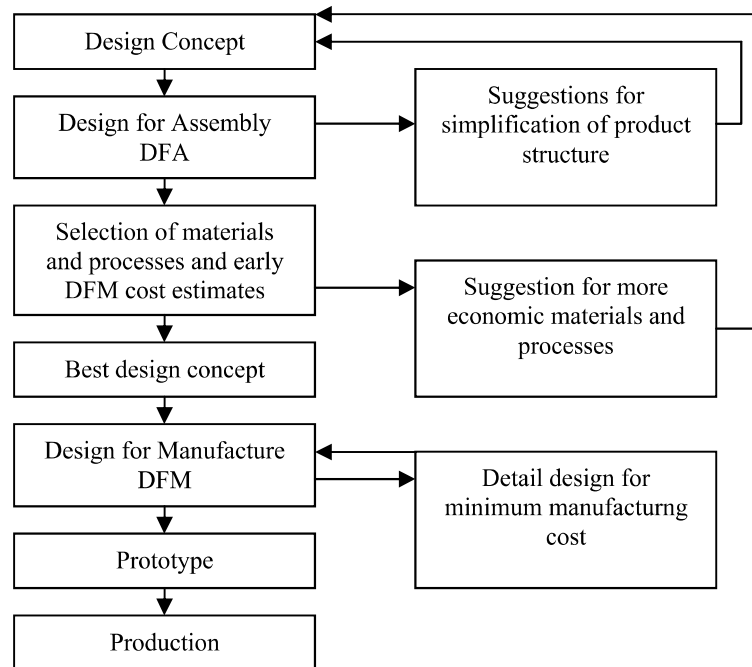 Design Concept
Design for Assembly
DFA
Suggestions for
simplification of product
structure
Selection of materials
and processes and early
DFM cost estimates
Suggestion for more
economic materials and
processes
Best design concept
Design for Manufacture
DFM
Detail design for
minimum manufacturng
cost
Prototype
Production